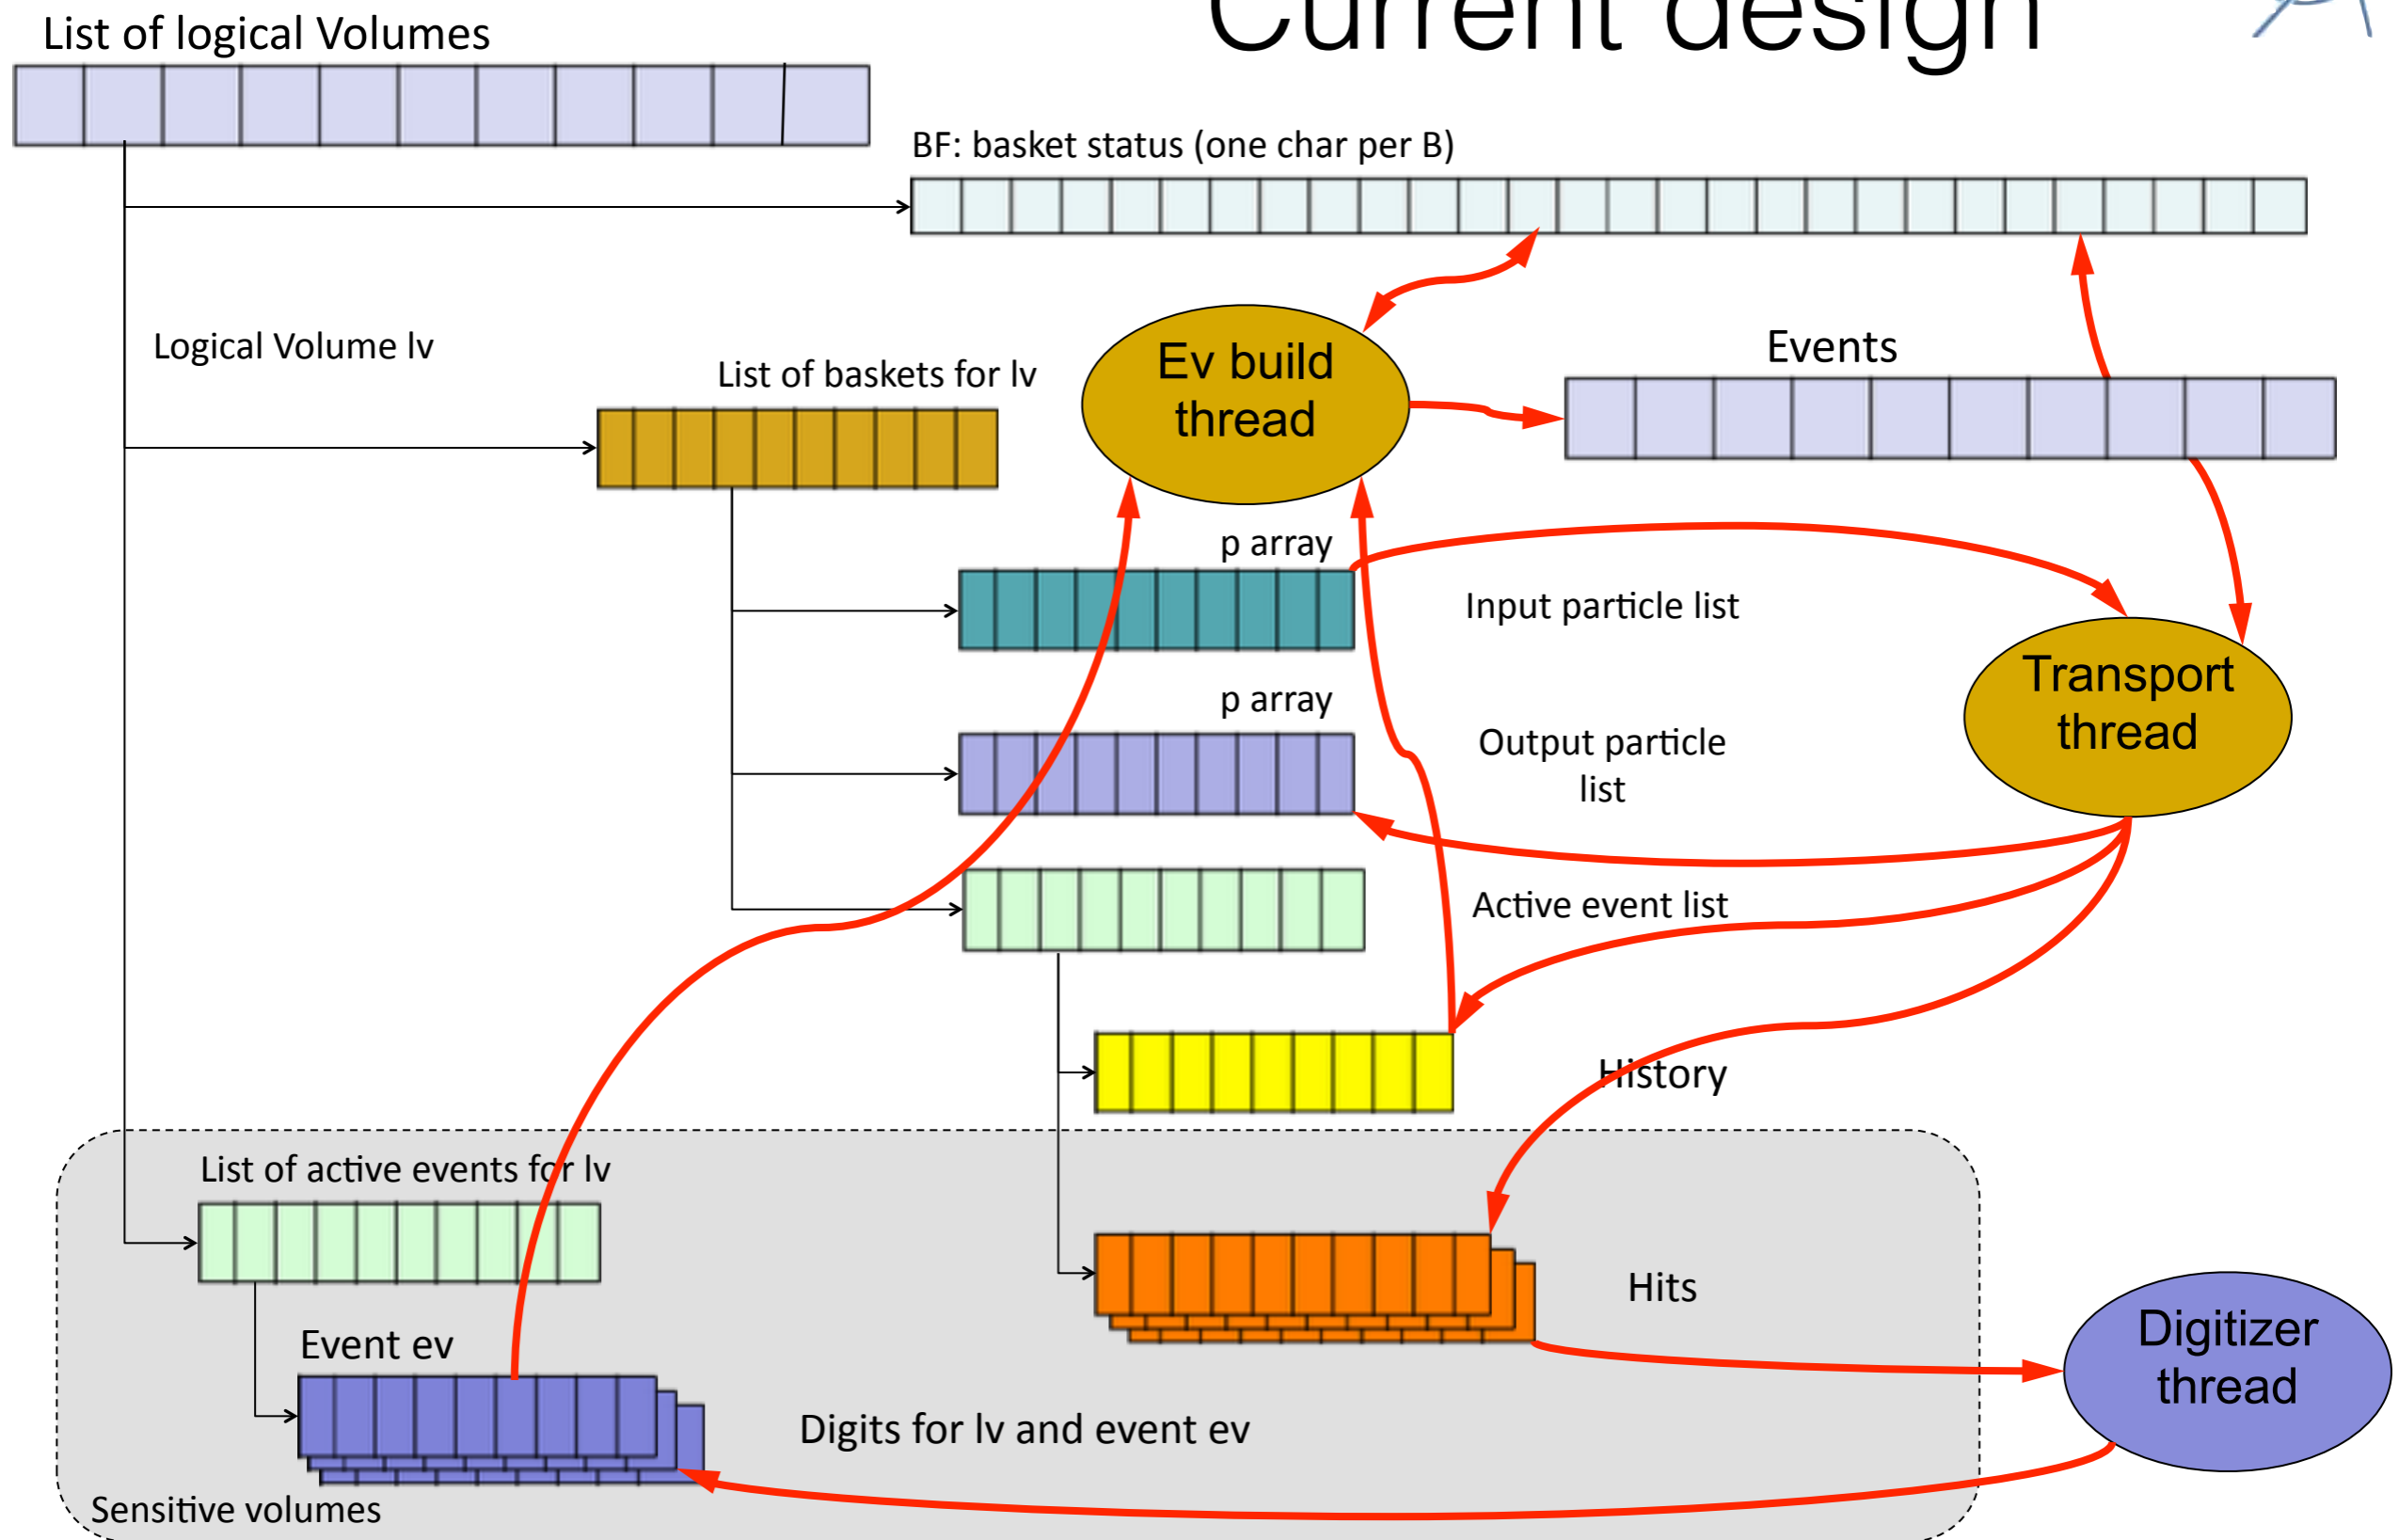 Current design
List of logical Volumes
BF: basket status (one char per B)
Logical Volume lv
List of baskets for lv
Ev build
thread
Events
p array
Input particle list
Transport
thread
p array
Output particle
list
Active event list
History
List of active events for lv
Hits
Event ev
Digitizer
thread
Digits for lv and event ev
Sensitive volumes